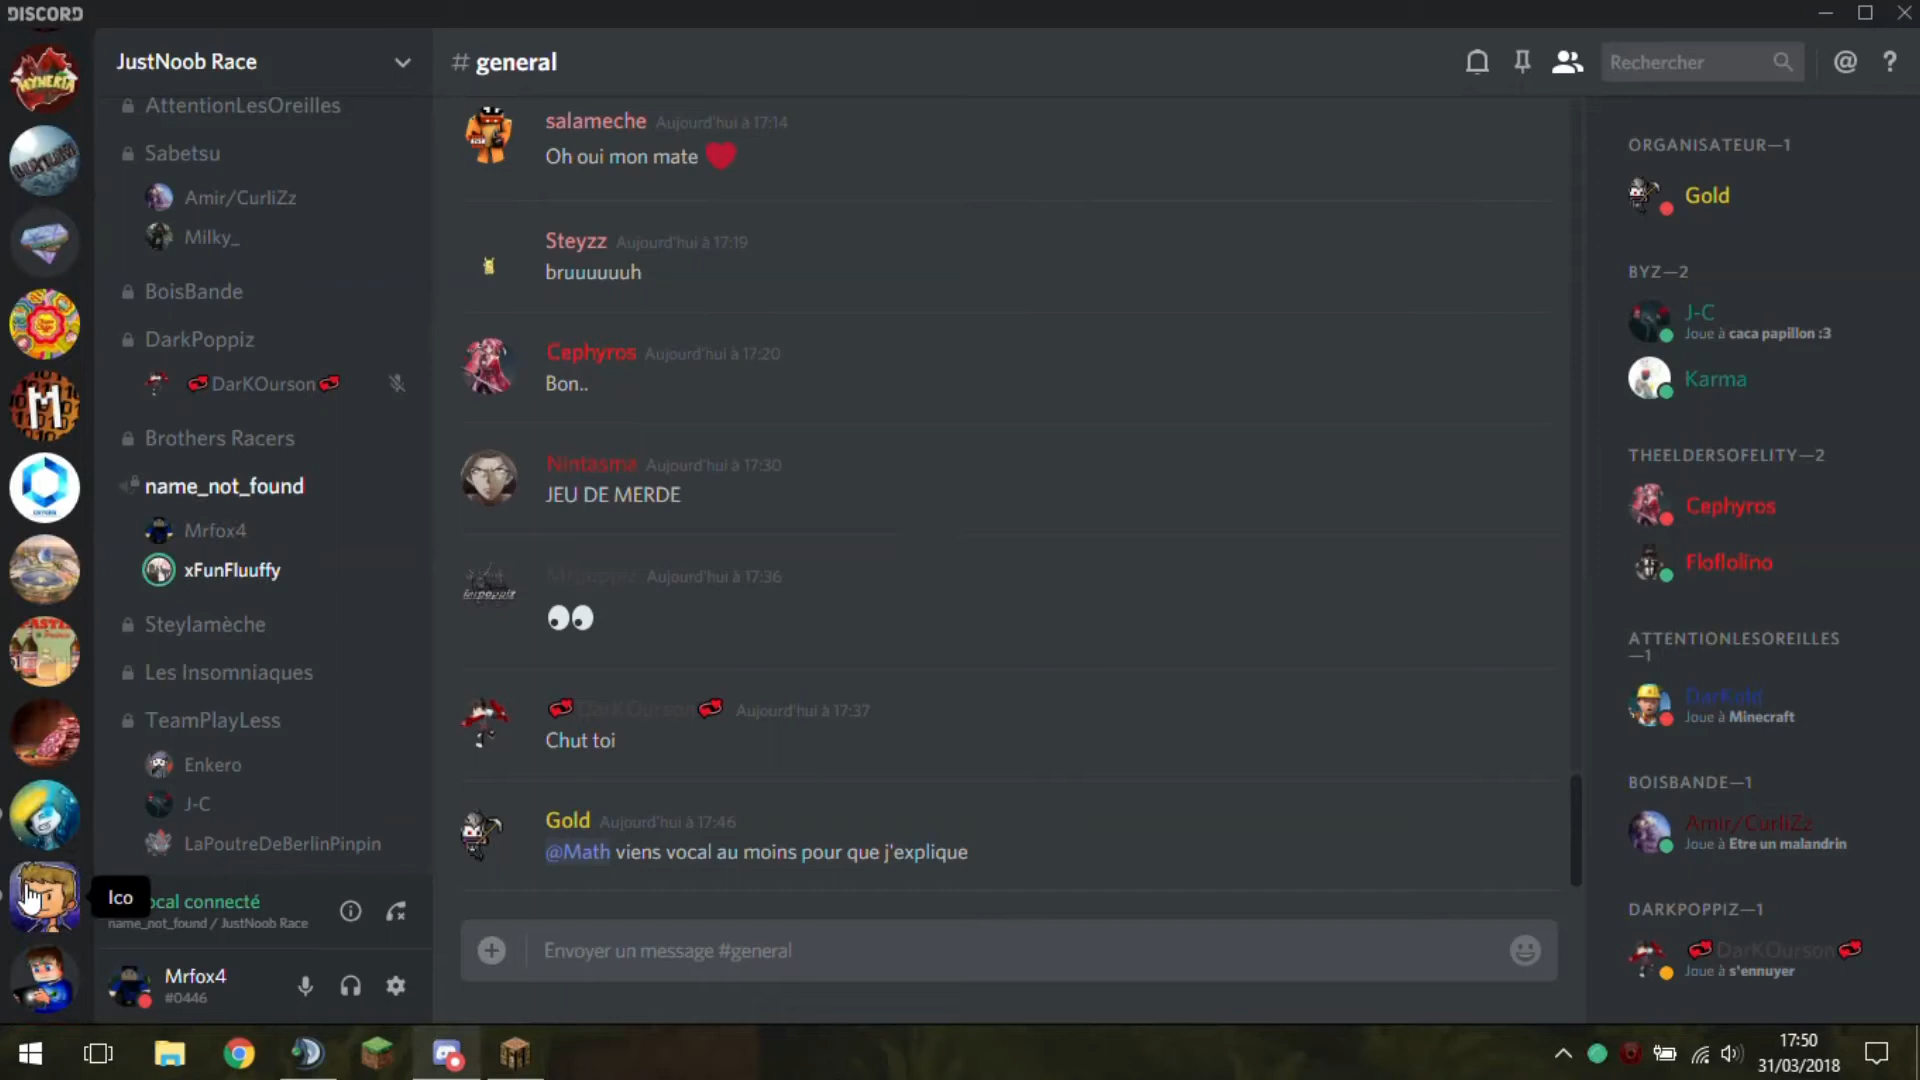 DISCORD
JustNoob Race
AttentionLesOreilles
Sabetsu
Amir/CurliZz
Milky_
BoisBande
DarkPoppiz
DarKOurson
Brothers Racers
name_not_found
Mrfox4
xFunFluuffy
Steylamèche
Les Insomniaques
TeamPlayLess
Enkero
J-C
LaPoutreDeBerlinPinpin
Ico
ocal connecté
name_not_found / JustNoob Race
Mrfox4
#0446
# general
Rechercher
salameche Aujourd'hui à 17:14
Oh oui mon mate
Steyzz Aujourd'hui à 17:19
bruuuuuuh
Cephyros Aujourd'hui à 17:20
Bon..
Nintasma Aujourd'hui à 17:30
JEU DE MERDE
Aujourd'hui à 17:36
DarKOurson Aujourd'hui à 17:37
Chut toi
Gold Aujourd'hui à 17:46
@Math viens vocal au moins pour que j'explique
Envoyer un message #general
ORGANISATEUR—1
Gold
BYZ—2
J-C
Joue à caca papillon :3
Karma
THEELDERSOFELITY—2
Cephyros
Floflolino
ATTENTIONLESOREILLES
—1
Joue à Minecraft
BOISBANDE—1
Amir/CurliZz
Joue à Etre un malandrin
DARKPOPPIZ—1
DarKOurson
Joue à s'ennuyer
17:50
31/03/2018